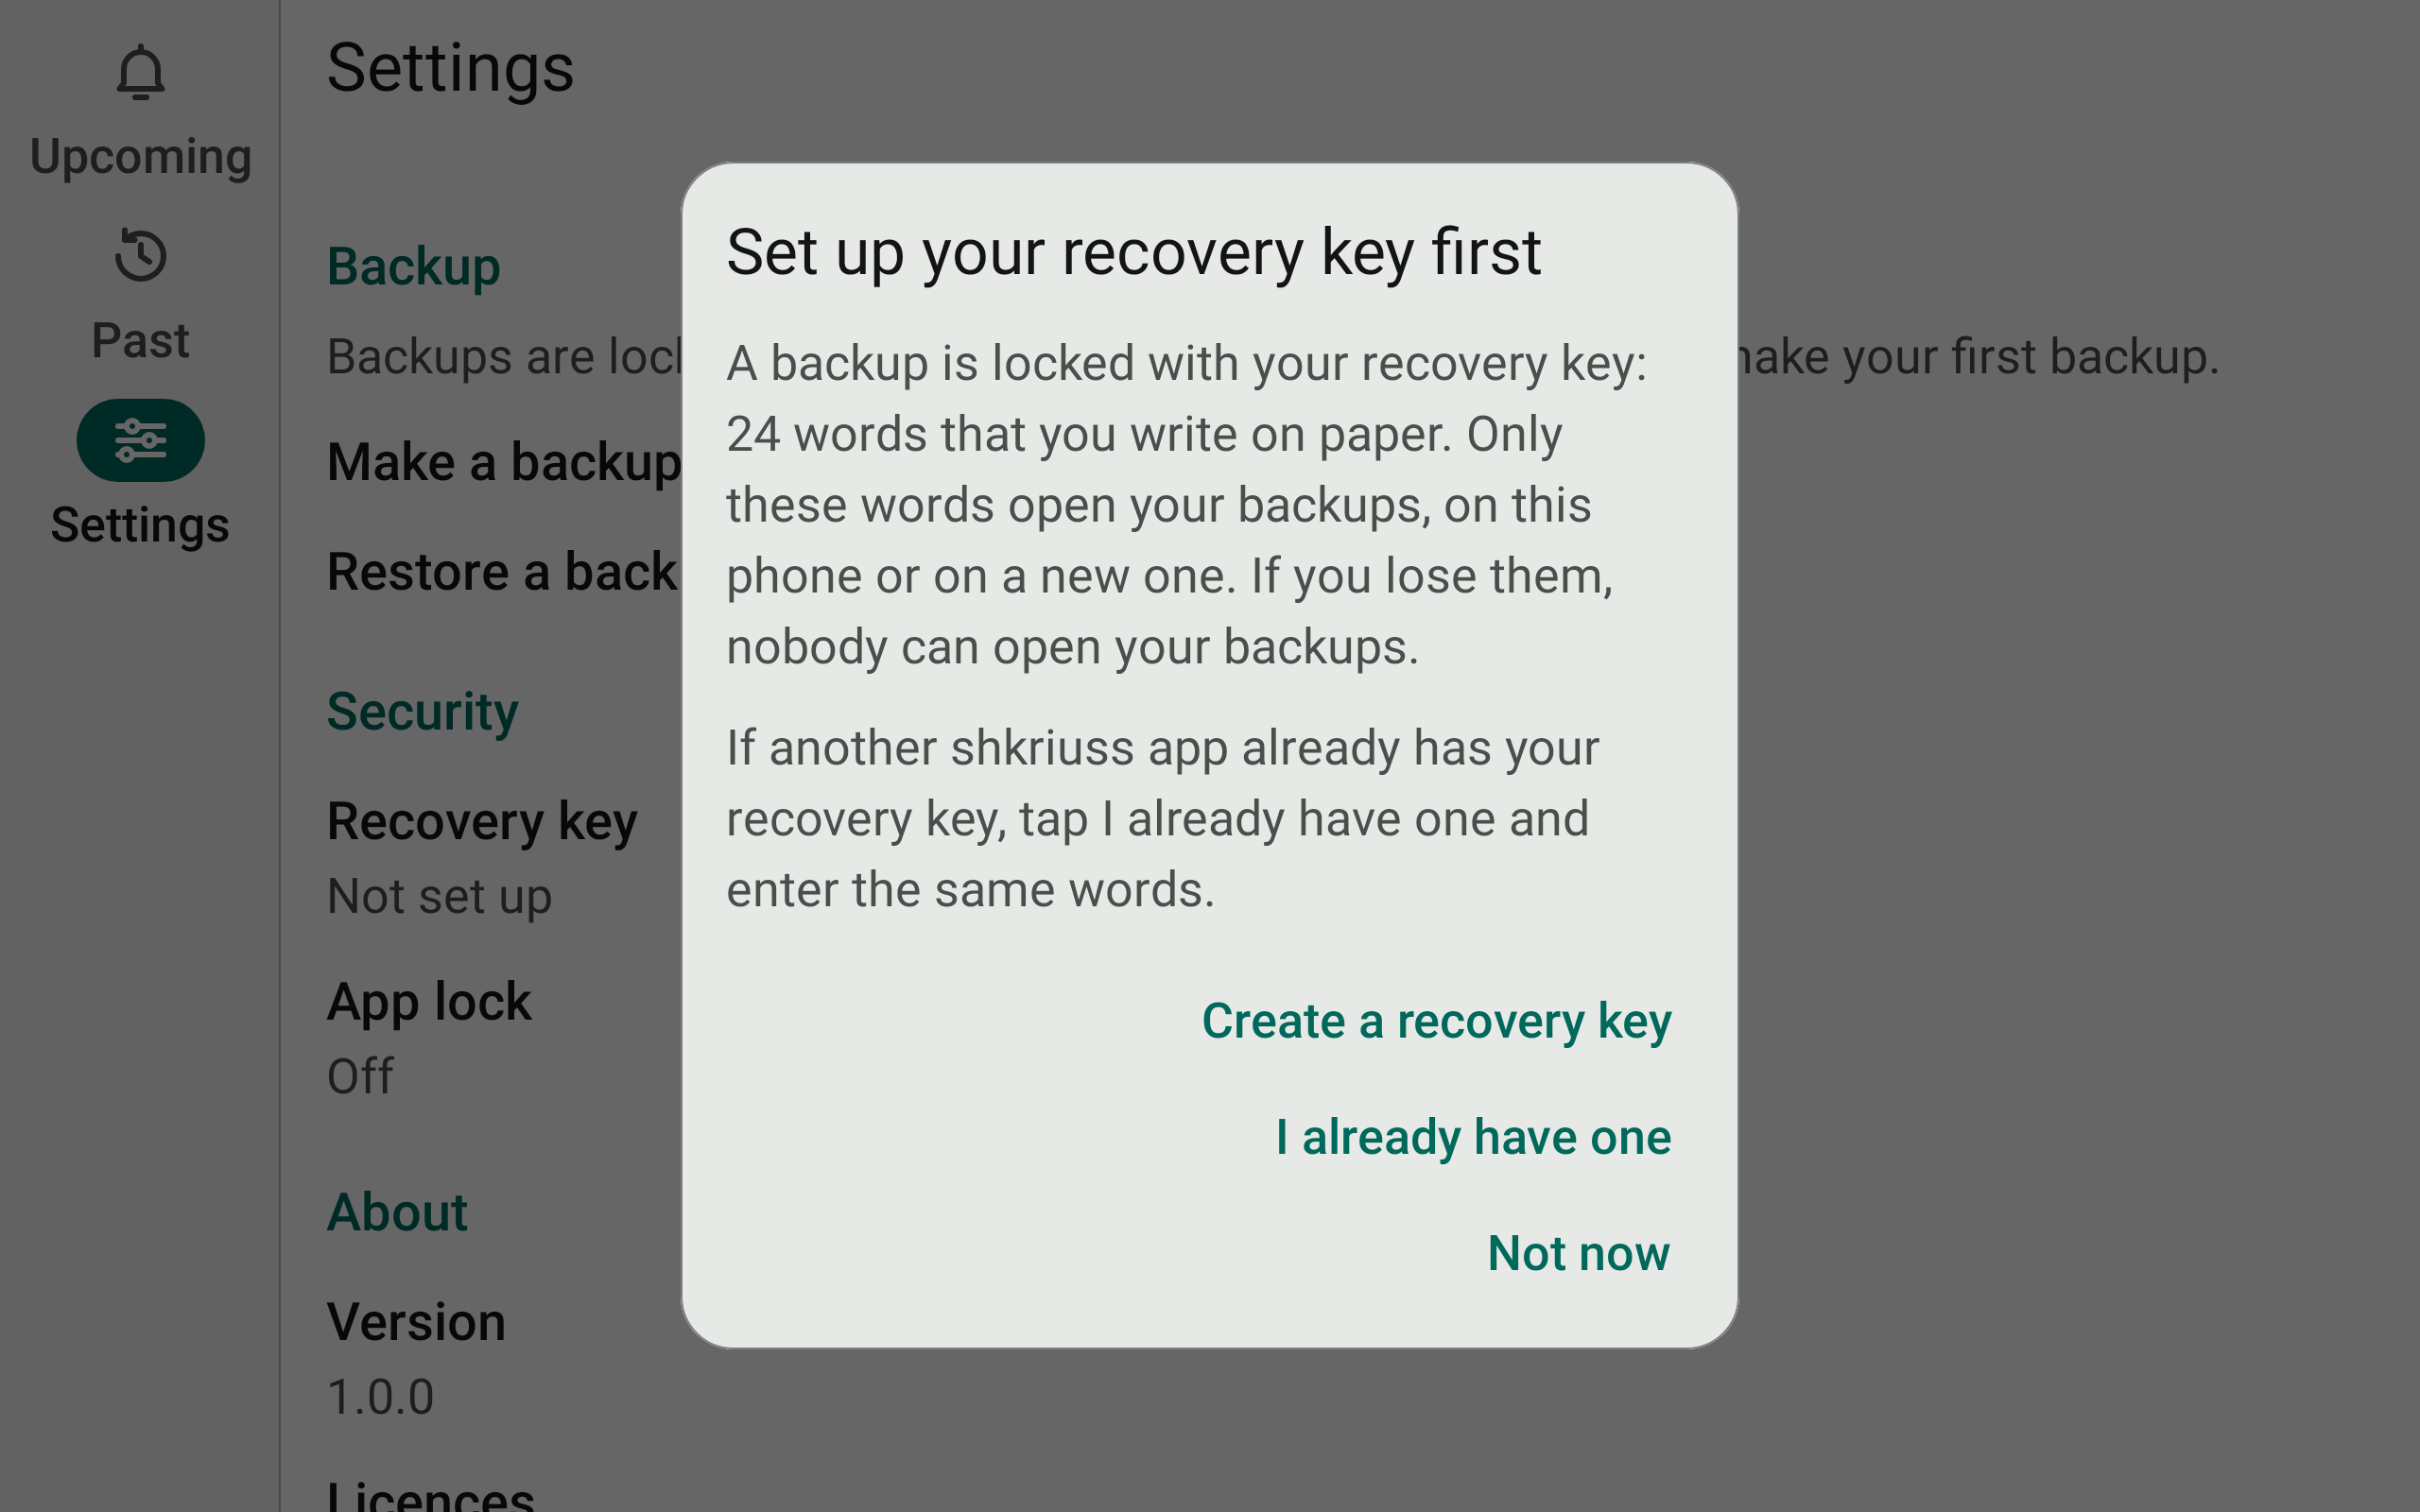 Settings
Upcoming
Past
Settings
Backup
Backups are
make your first backup.
Make a backup
Restore a
Security
Recovery key
Not set up
App lock
Off
About
Version
1.0.0
Licences
Set up your recovery key first
A backup is locked with your recovery key:
24 words that you write on paper. Only
these words open your backups, on this
phone or on a new one. If you lose them,
nobody can open your backups.
If another shkriuss app already has your
recovery key, tap I already have one and
enter the same words.
Create a recovery key
I already have one
Not now